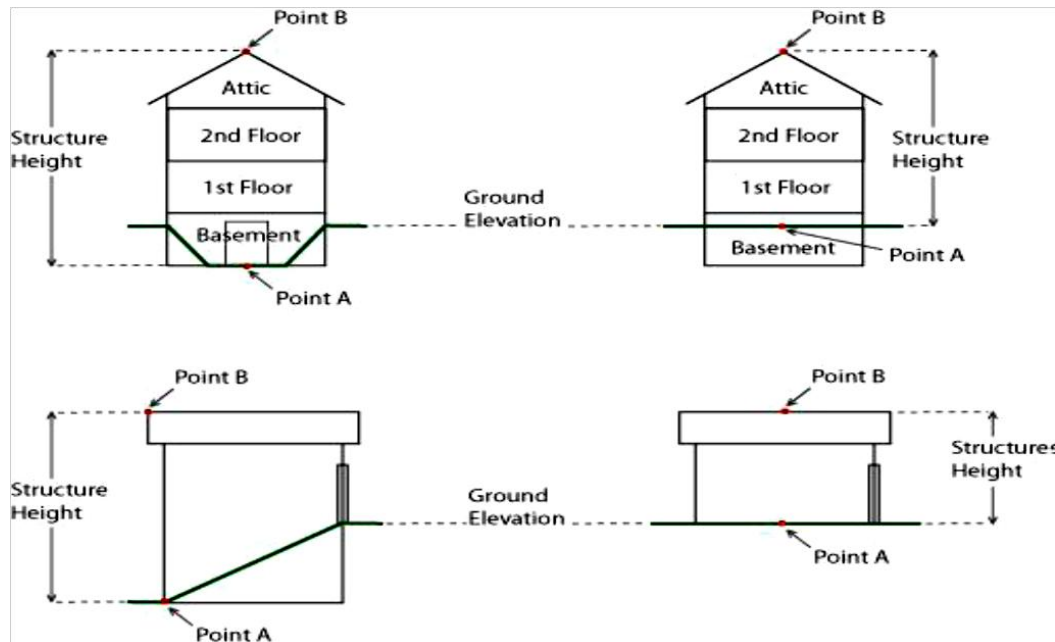 Point B
Attic
2nd Floor
1st Floor
Basement
Point A
Structure
Height
Ground
Elevation
Point B
Attic
2nd Floor
1st Floor
Basement
Point A
Structure
Height
Point B
Structure
Height
Point A
Ground
Elevation
Point B
Structures
Height
Point A